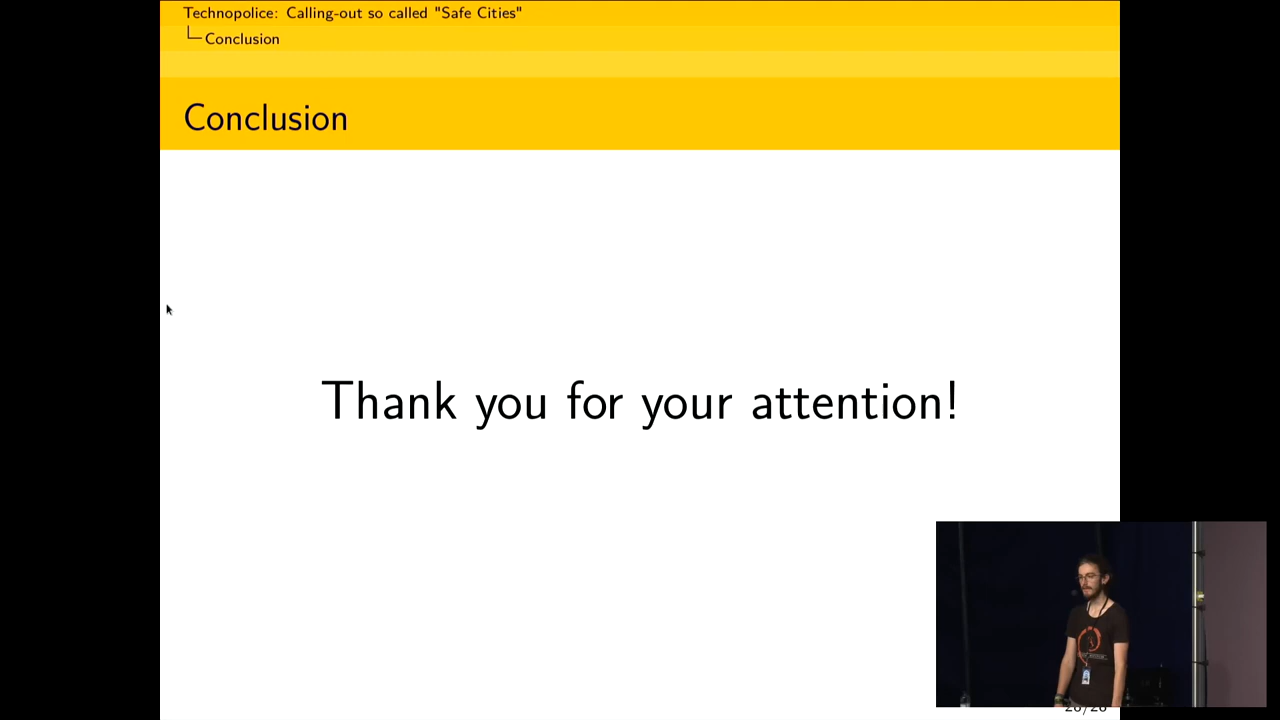 Technopolice: Calling-out so called "Safe Cities"
Conclusion
Conclusion
Thank you for your attention!